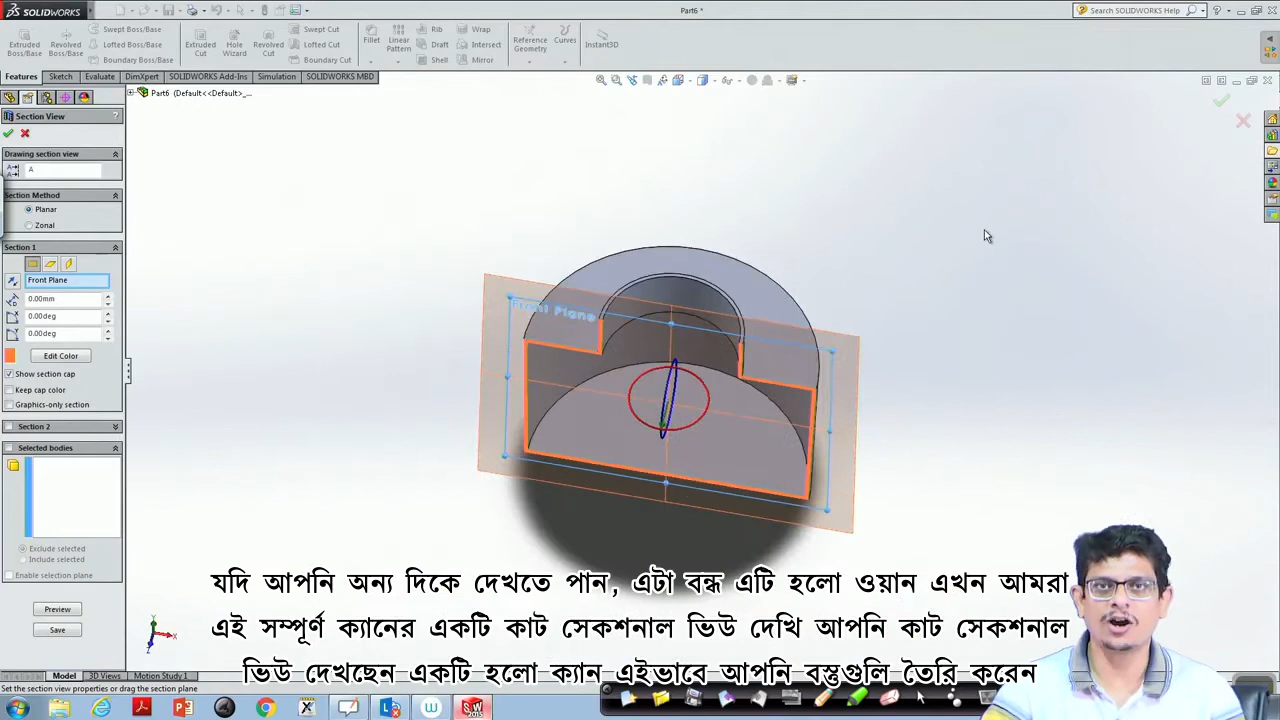 SOLIDWORKS
Part6 *
Search SOLIDWORKS Help
Extruded Boss/Base
Revolved Boss/Base
Swept Boss/Base
Lofted Boss/Base
Boundary Boss/Base
Extruded Cut
Hole Wizard
Revolved Cut
Swept Cut
Lofted Cut
Boundary Cut
Fillet
Linear Pattern
Rib
Draft
Shell
Wrap
Intersect
Mirror
Reference Geometry
Curves
Instant3D
Features Sketch Evaluate DimXpert SOLIDWORKS Add-Ins Simulation SOLIDWORKS MBD
Part6 (Default<<Default>_...
Section View
?
Drawing section view
A
Section Method
Planar
Zonal
Section 1
Front Plane
0.00mm
0.00deg
0.00deg
Edit Color
Show section cap
Keep cap color
Graphics-only section
Section 2
Selected bodies
Exclude selected
Include selected
Enable selection plane
Preview
Save
Front Plane
যদি আপনি অন্য দিকে দেখতে পান, এটা বন্ধ এটি হলো ওয়ান এখন আমরা
এই সম্পূর্ণ ক্যানের একটি কাট সেকশনাল ভিউ দেখি আপনি কাট সেকশনাল
ভিউ দেখছেন একটি হলো ক্যান এইভাবে আপনি বস্তুগুলি তৈরি করেন
Model 3D Views Motion Study 1
Set the section view properties or drag the section plane